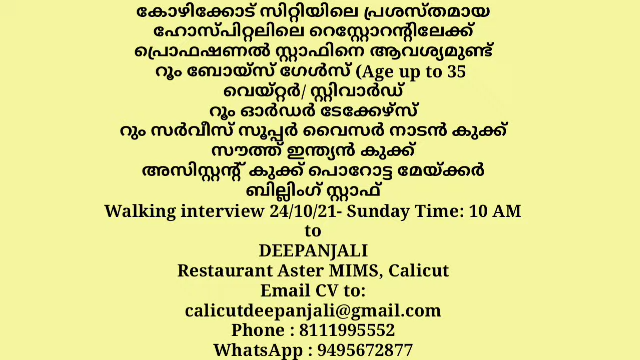 കോഴിക്കോട് സിറ്റിയിലെ പ്രശസ്തമായ
ഹോസ്പിറ്റലിലെ റെസ്റ്റോറന്റിലേക്ക്
പ്രൊഫഷണൽ സ്റ്റാഫിനെ ആവശ്യമുണ്ട്
റൂം ബോയ്സ് ഗേൾസ് (Age up to 35
വെയ്റ്റർ/ സ്റ്റിവാർഡ്
റൂം ഓർഡർ ടേക്കേഴ്സ്
റും സർവീസ് സൂപ്പർ വൈസർ നാടൻ കുക്ക്
സൗത്ത് ഇന്ത്യൻ കുക്ക്
അസിസ്റ്റന്റ് കുക്ക് പൊറോട്ട മേയ്ക്കർ
ബില്ലിംഗ് സ്റ്റാഫ്
Walking interview 24/10/21- Sunday Time: 10 AM
to
DEEPANJALI
Restaurant Aster MIMS, Calicut
Email CV to:
calicutdeepanjali@gmail.com
Phone : 8111995552
WhatsApp : 9495672877